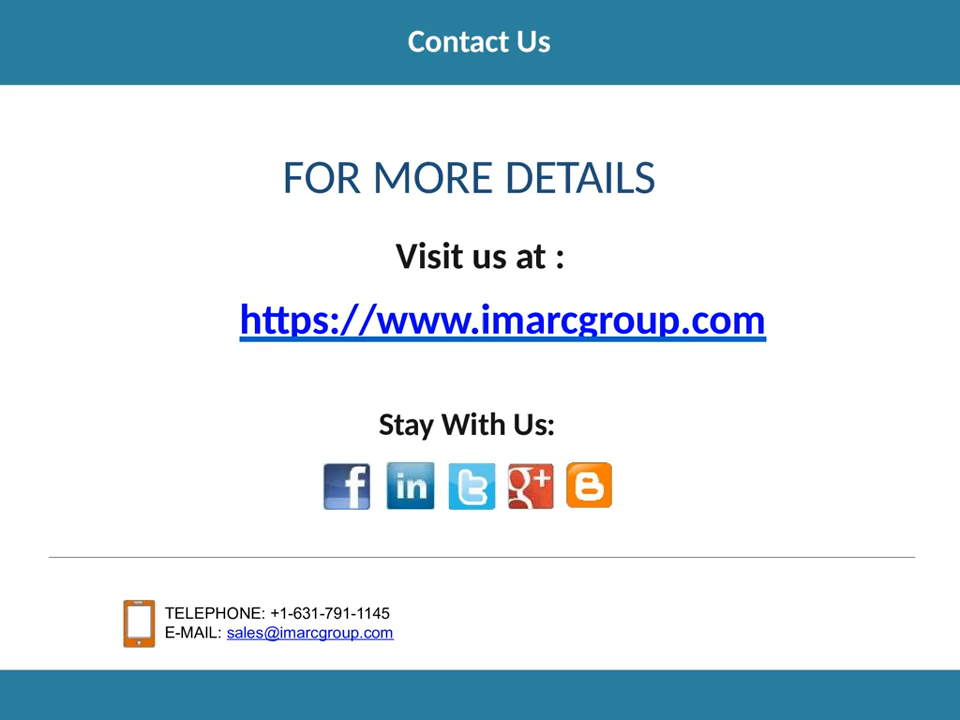 Contact Us
FOR MORE DETAILS
Visit us at :
https://www.imarcgroup.com
Stay With Us:
f in t g+ B
TELEPHONE: +1-631-791-1145
E-MAIL: sales@imarcgroup.com